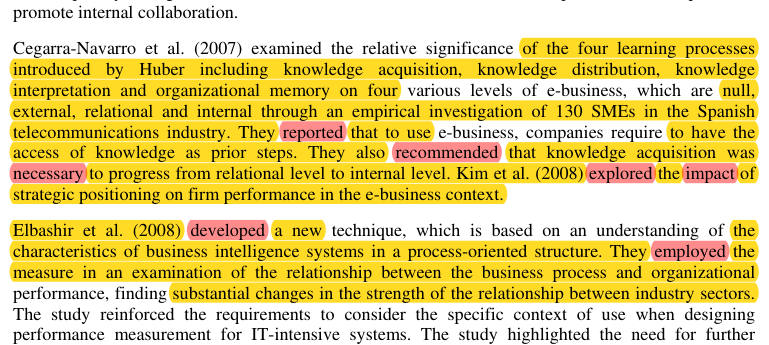 promote internal collaboration.
Cegarra-Navarro et al. (2007) examined the relative significance of the four learning processes
introduced by Huber including knowledge acquisition, knowledge distribution, knowledge
interpretation and organizational memory on four various levels of e-business, which are null,
external, relational and internal through an empirical investigation of 130 SMEs in the Spanish
telecommunications industry. They reported that to use e-business, companies require to have the
access of knowledge as prior steps. They also recommended that knowledge acquisition was
necessary to progress from relational level to internal level. Kim et al. (2008) explored the impact of
strategic positioning on firm performance in the e-business context.
Elbashir et al. (2008) developed a new technique, which is based on an understanding of the
characteristics of business intelligence systems in a process-oriented structure. They employed the
measure in an examination of the relationship between the business process and organizational
performance, finding substantial changes in the strength of the relationship between industry sectors.
The study reinforced the requirements to consider the specific context of use when designing
performance measurement for IT-intensive systems. The study highlighted the need for further